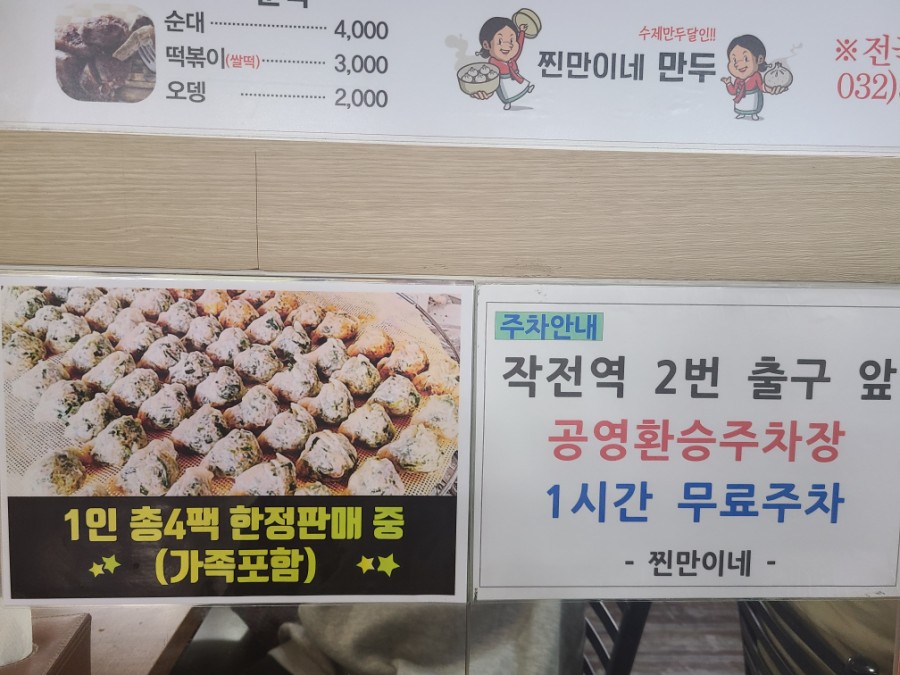 순대 4,000
떡볶이(쌀떡) 3,000
오뎅 2,000
수제만두달인!!
찐만이네 만두
※전
032)
1인 총4팩 한정판매 중
(가족포함)
주차안내
작전역 2번 출구 앞
공영환승주차장
1시간 무료주차
- 찐만이네 -